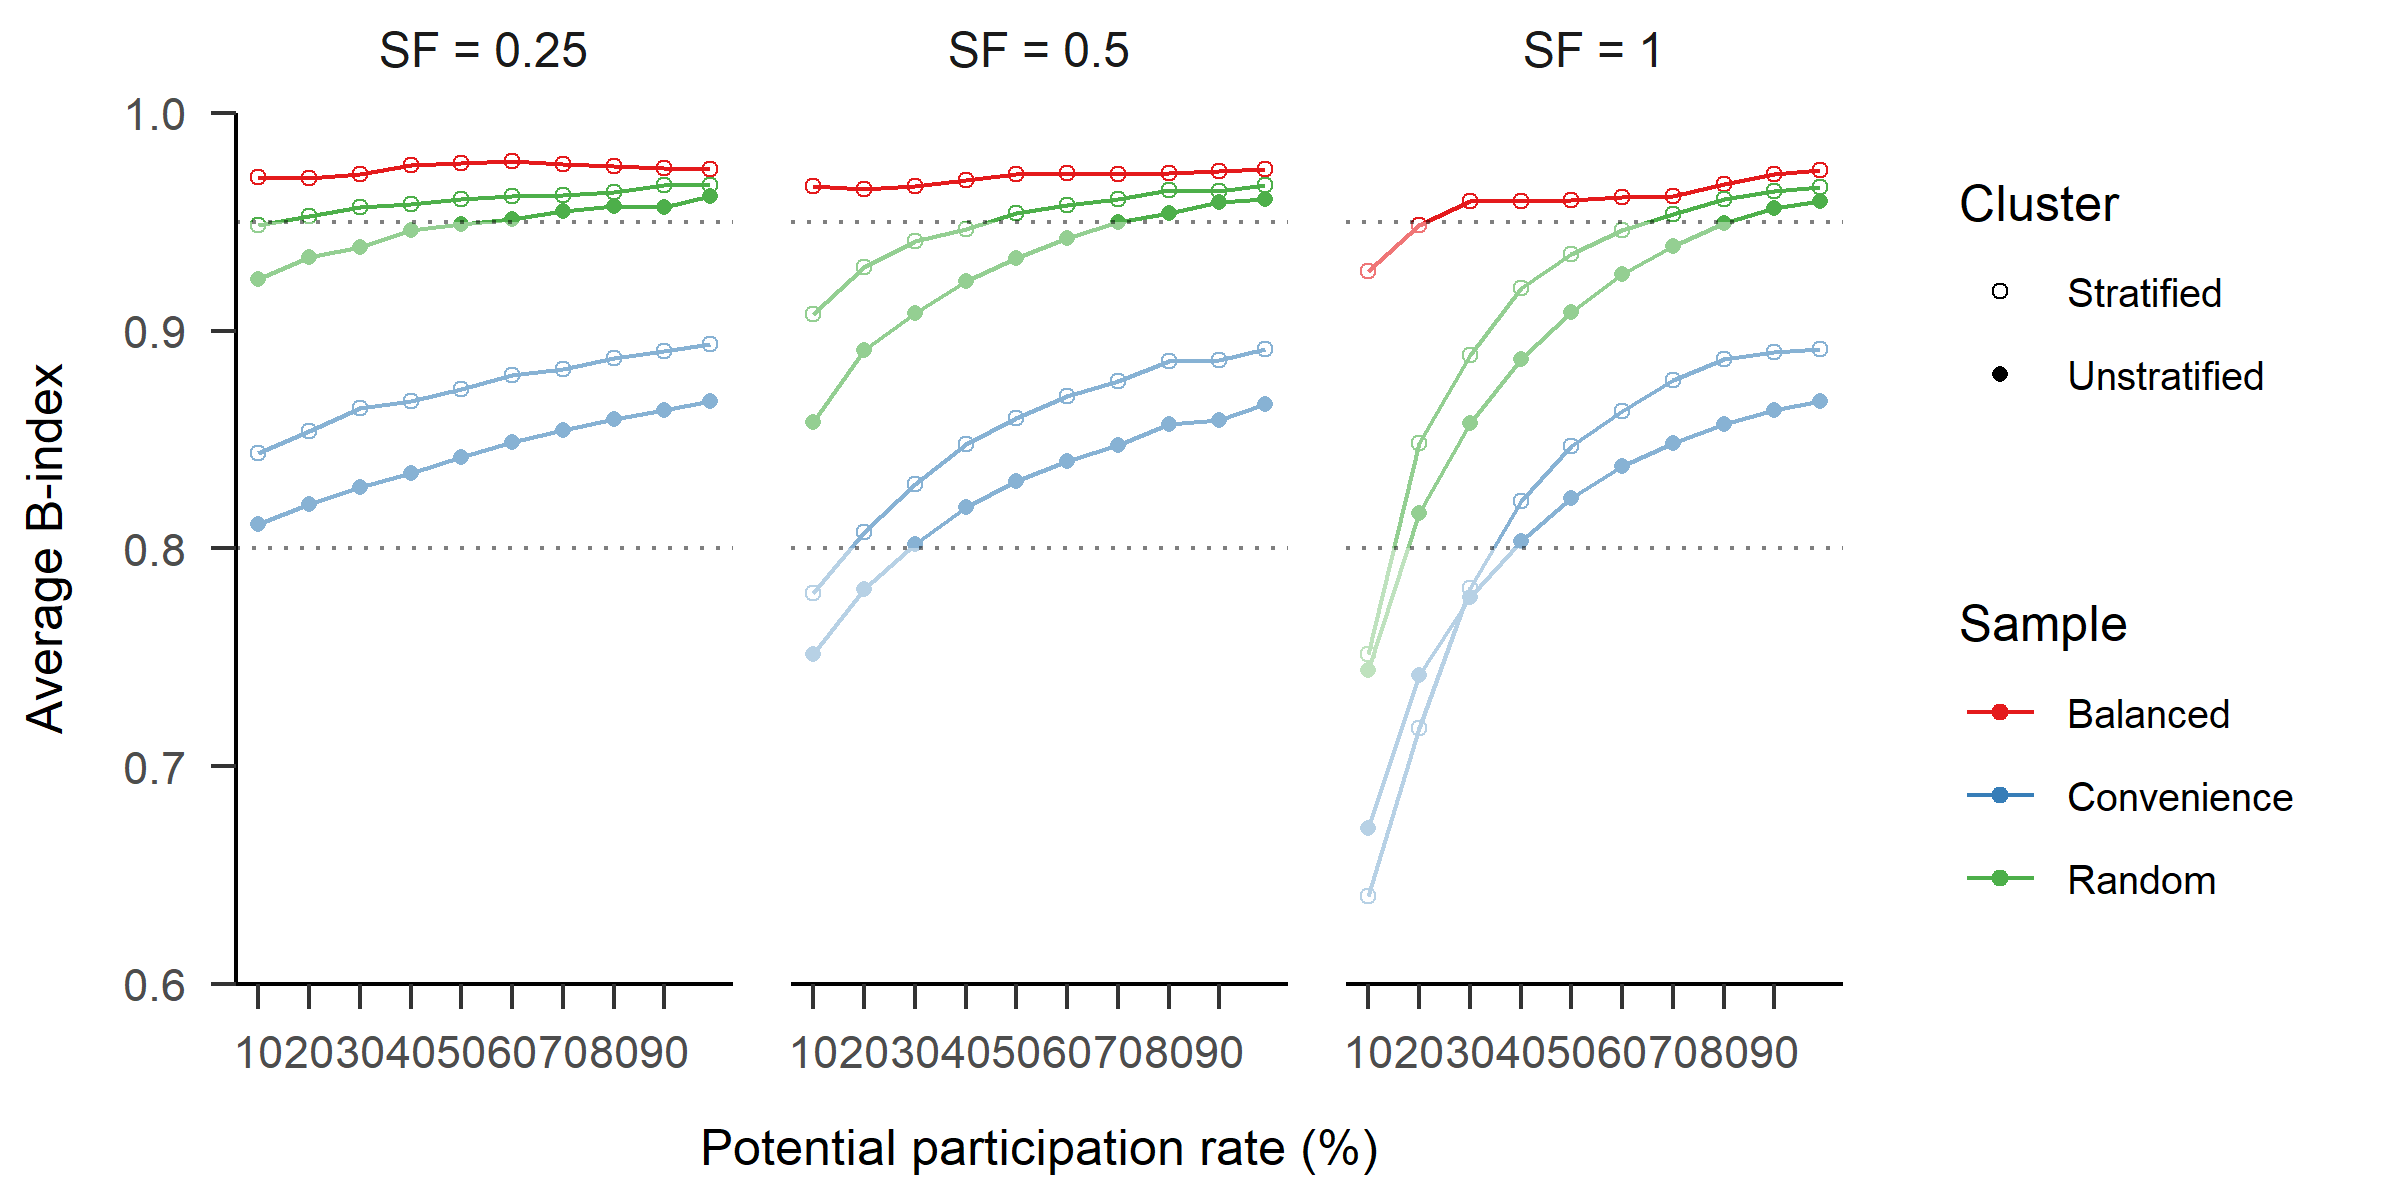 SF = 0.25
SF = 0.5
SF = 1
1.0
0.9
0.8
0.7
0.6
Average B-index
102030405060708090
102030405060708090
102030405060708090
Potential participation rate (%)
Cluster
Stratified
Unstratified
Sample
Balanced
Convenience
Random